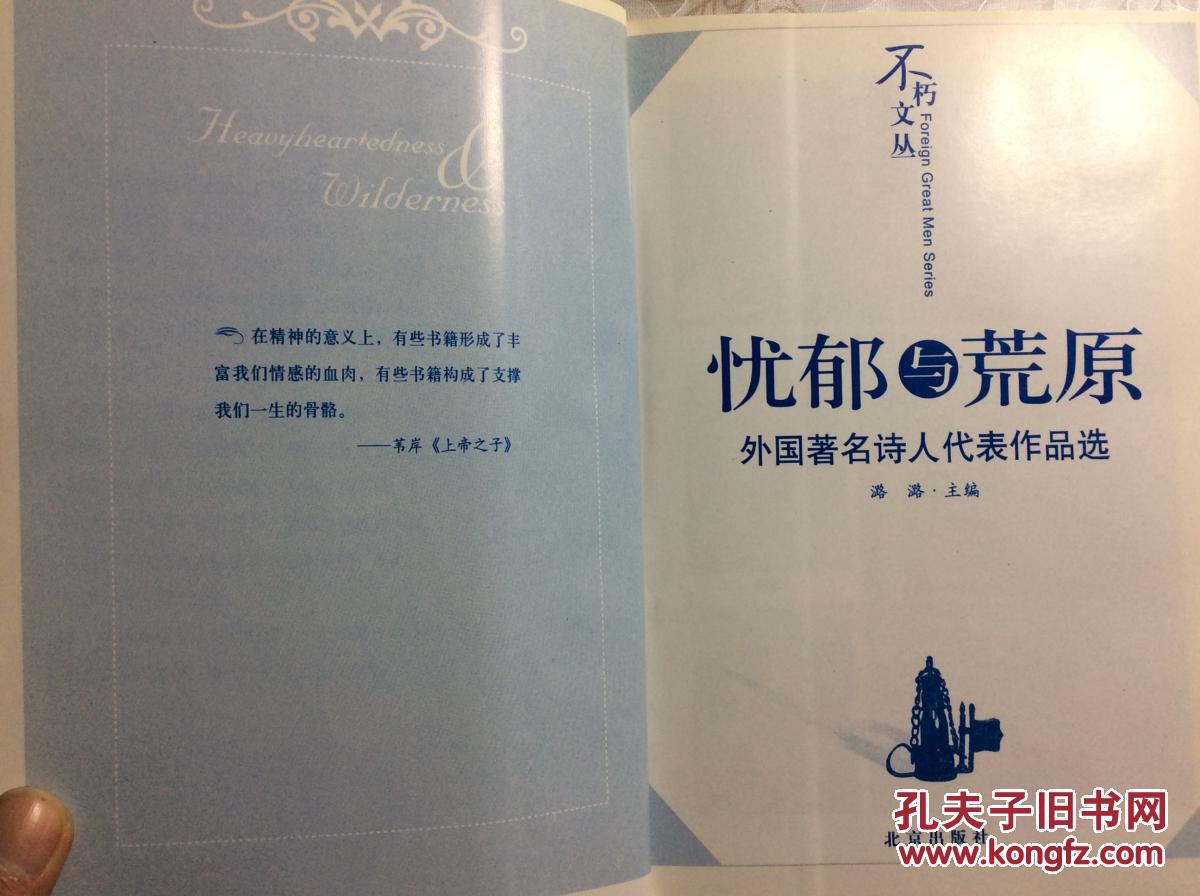 Heavyheartedness
&
Wilderness
在精神的意义上，有些书籍形成了丰
富我们情感的血肉，有些书籍构成了支撑
我们一生的骨骼。
——苇岸《上帝之子》
不朽文丛
Foreign Great Men Series
忧郁与荒原
外国著名诗人代表作品选
潞 潞·主编
北京出版社
孔夫子旧书网
www.kongfz.com